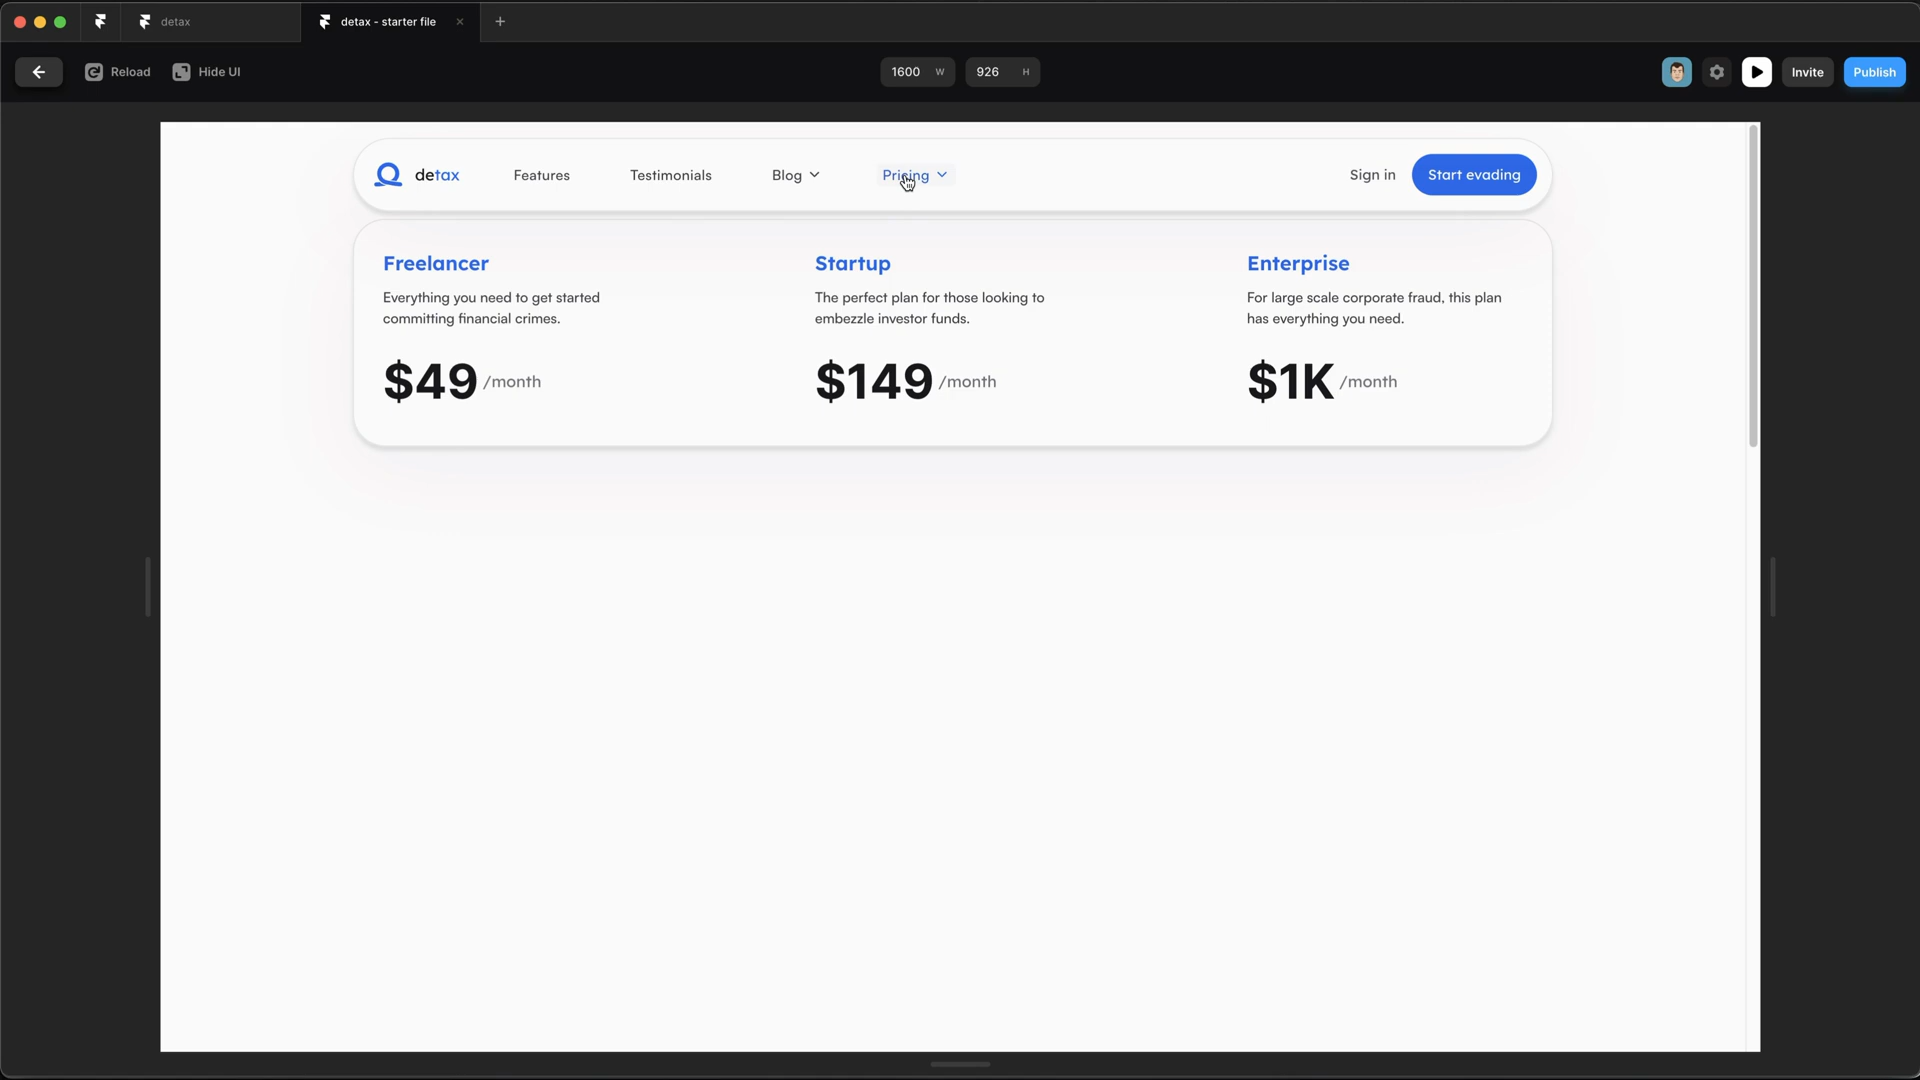 detax
detax - starter file
Reload
Hide UI
1600 W
926 H
Invite
Publish
detax
Features
Testimonials
Blog
Pricing
Sign in
Start evading
Freelancer
Everything you need to get started
committing financial crimes.
$49 /month
Startup
The perfect plan for those looking to
embezzle investor funds.
$149 /month
Enterprise
For large scale corporate fraud, this plan
has everything you need.
$1K /month